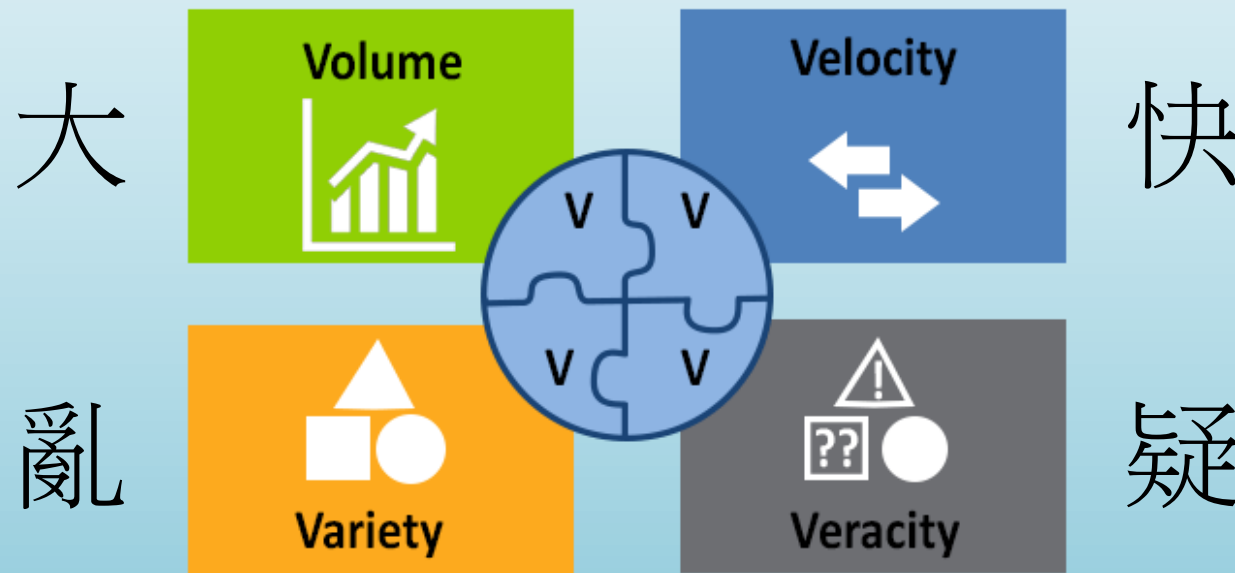 大
Volume
Velocity
快
V
V
V
V
亂
??
疑
Variety
Veracity